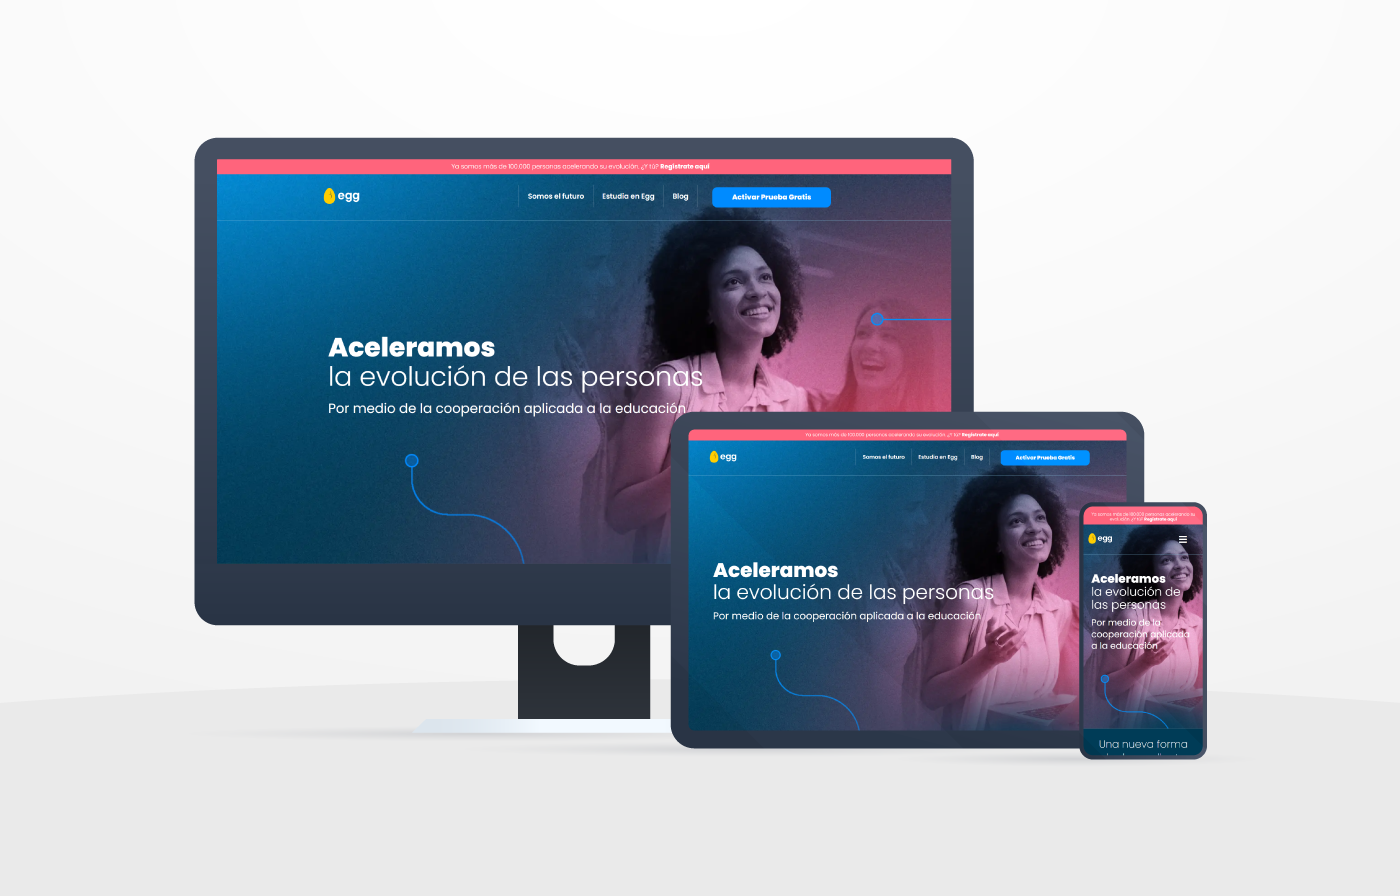 Ya somos más de 100.000 personas acelerando su evolución. ¿Y tú? Regístrate aquí
egg
Somos el futuro
Estudia en Egg
Blog
Activar Prueba Gratis
Aceleramos
la evolución de las personas
Por medio de la cooperación aplicada a la educación
Ya somos más de 100.000 personas acelerando su evolución. ¿Y tú? Regístrate aquí
egg
Somos el futuro
Estudia en Egg
Blog
Activar Prueba Gratis
Aceleramos
la evolución de las personas
Por medio de la cooperación aplicada a la educación
Ya somos más de 100.000 personas acelerando su
evolución. ¿Y tú? Regístrate aquí
egg
Aceleramos
la evolución de
las personas
Por medio de la
cooperación aplicada
a la educación
Una nueva forma